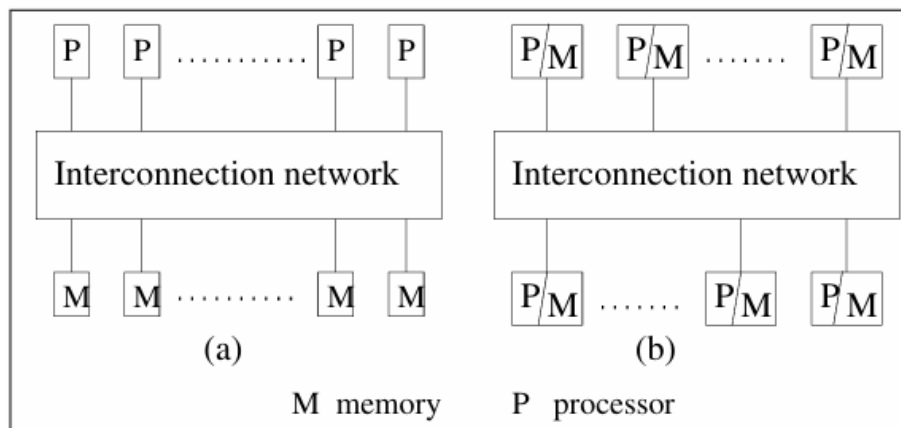 P P ........... P P P/M P/M ....... P/M
Interconnection network Interconnection network
M M .......... M M P/M ....... P/M P/M
(a) (b)
M memory P processor